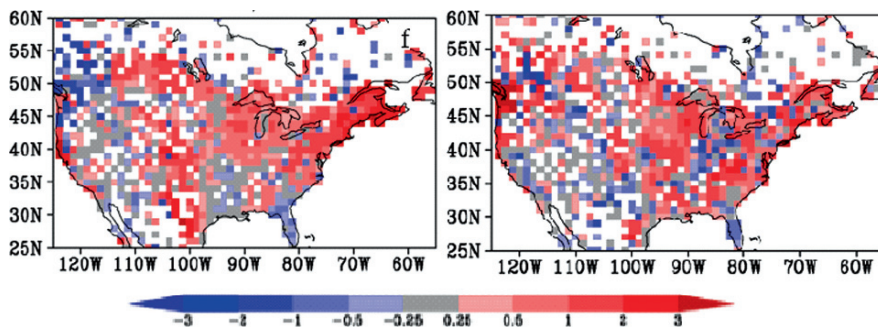 60N 60N
55N f 55N
50N 50N
45N 45N
40N 40N
35N 35N
30N 30N
25N 25N
120W 110W 100W 90W 80W 70W 60W 120W 110W 100W 90W 80W 70W 60W
-3 -2 -1 -0.5 -0.25 0.25 0.5 1 2 3